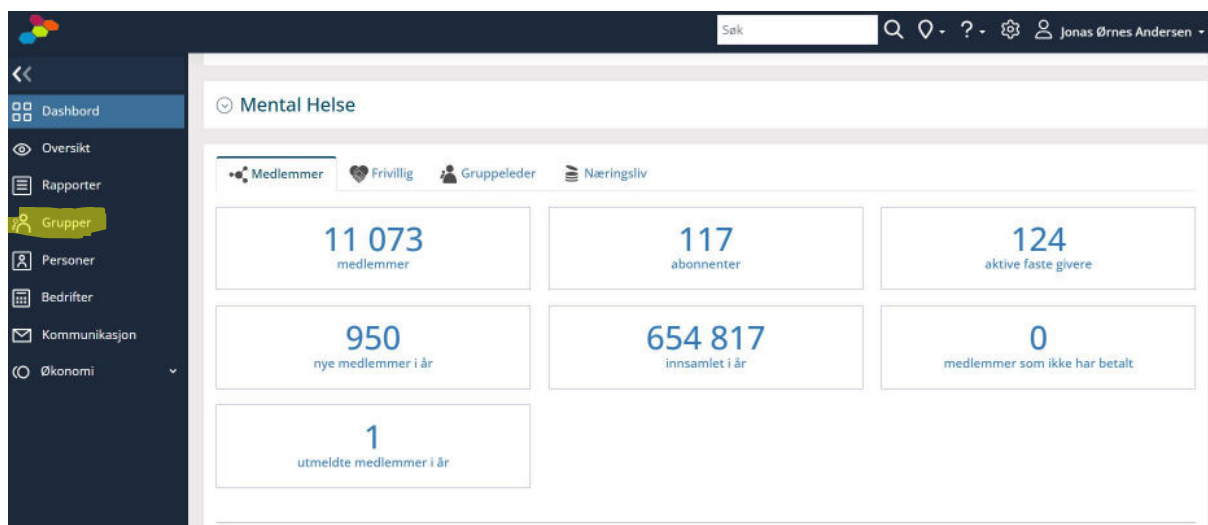 Søk
? Jonas Ørnes Andersen
Dashbord
Oversikt
Rapporter
Grupper
Personer
Bedrifter
Kommunikasjon
Økonomi
Mental Helse
Medlemmer Frivillig Gruppeleder Næringsliv
11 073
medlemmer
117
abonnenter
124
aktive faste givere
950
nye medlemmer i år
654 817
innsamlet i år
0
medlemmer som ikke har betalt
1
utmeldte medlemmer i år